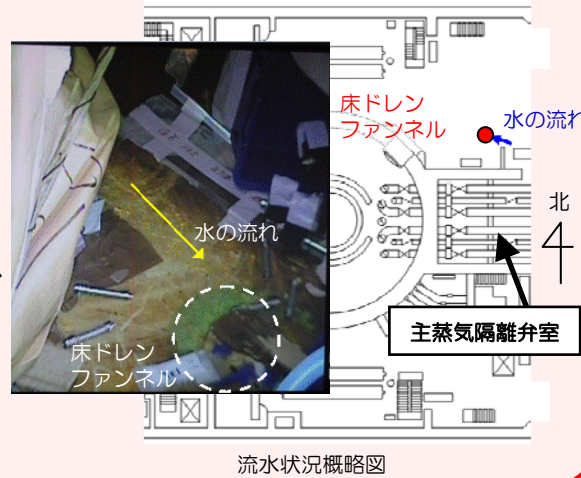 床ドレン
ファンネル
水の流れ
北
水の流れ
床ドレン
ファンネル
主蒸気隔離弁室
流水状況概略図